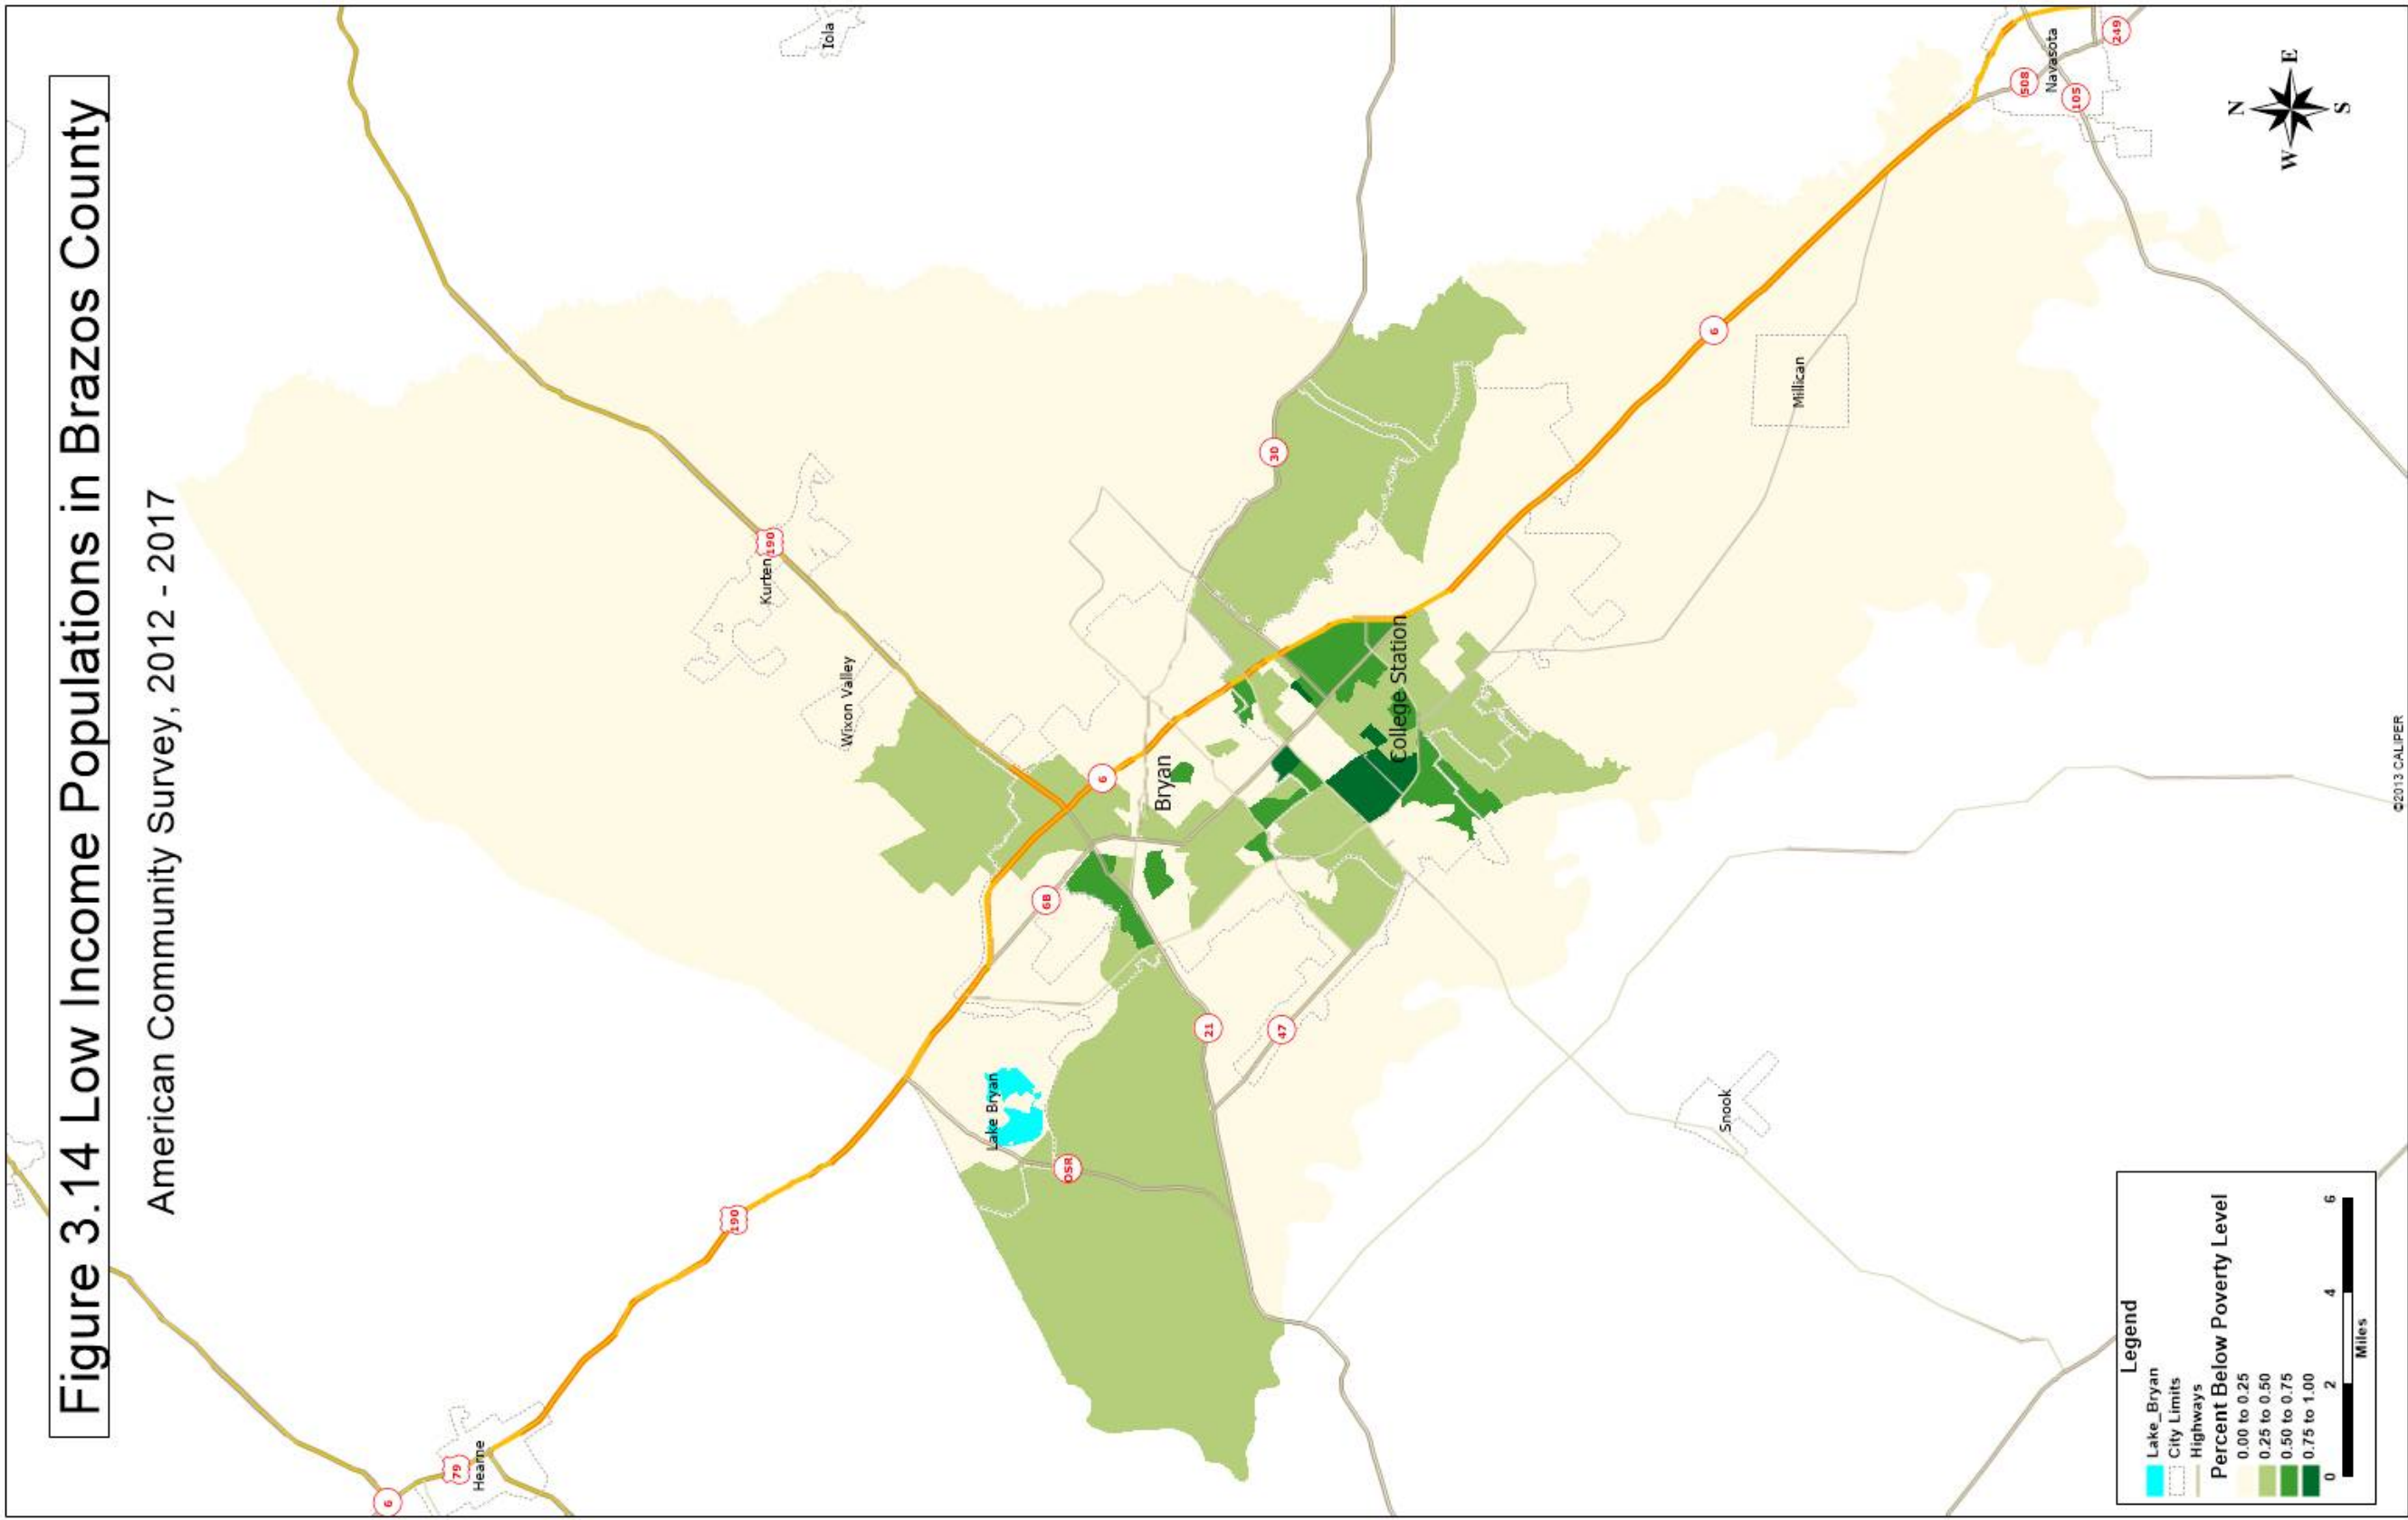 Figure 3.14 Low Income Populations in Brazos County
American Community Survey, 2012 - 2017
Iola
6
79
Hearne
190
190
Kurten
Wixon Valley
Lake Bryan
OSR
6B
6
Bryan
30
21
47
College Station
6
Millican
Snook
508
Navasota
105
249
N
W
E
S
Legend
Lake_Bryan
City Limits
Highways
Percent Below Poverty Level
0.00 to 0.25
0.25 to 0.50
0.50 to 0.75
0.75 to 1.00
0 2 4 6
Miles
©2013 CALIPER